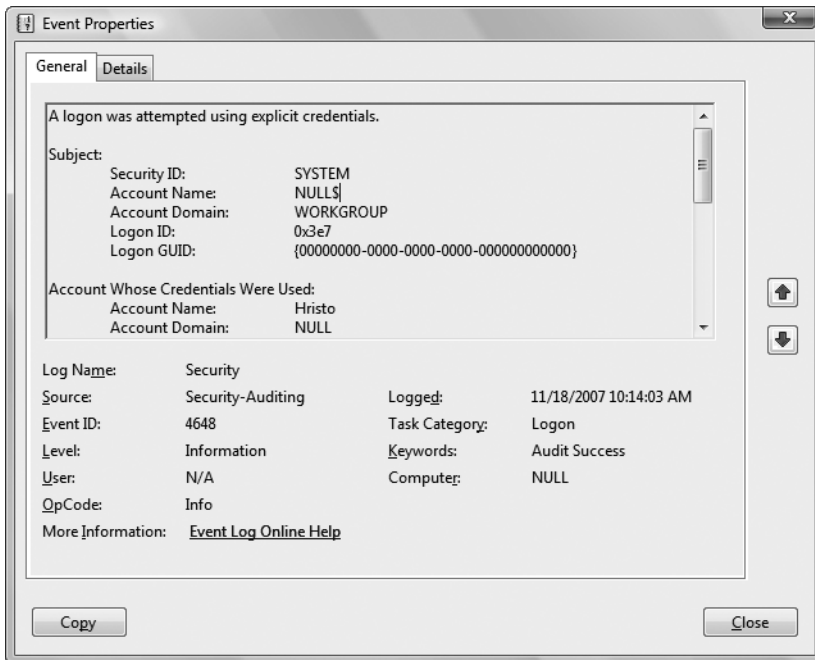 Event Properties
General Details
A logon was attempted using explicit credentials.
Subject:
Security ID: SYSTEM
Account Name: NULL$
Account Domain: WORKGROUP
Logon ID: 0x3e7
Logon GUID: {00000000-0000-0000-0000-000000000000}
Account Whose Credentials Were Used:
Account Name: Hristo
Account Domain: NULL
Log Name: Security
Source: Security-Auditing Logged: 11/18/2007 10:14:03 AM
Event ID: 4648 Task Category: Logon
Level: Information Keywords: Audit Success
User: N/A Computer: NULL
OpCode: Info
More Information: Event Log Online Help
Copy Close